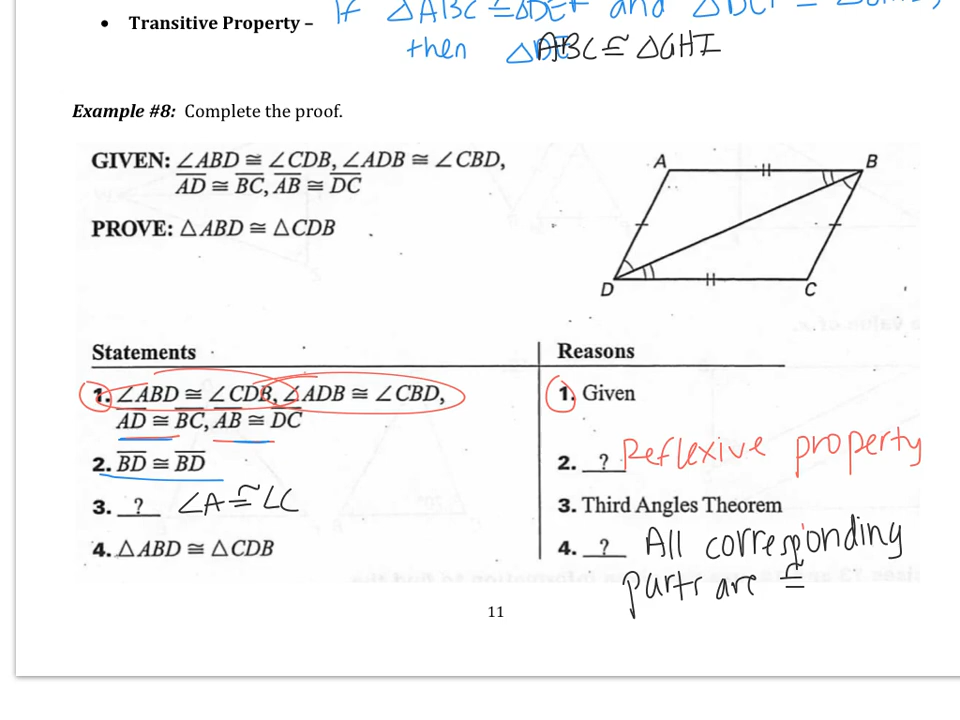 • Transitive Property – If △ABC ≅ △DEF and △DEF ≅
then △ABC ≅ △GHI
Example #8: Complete the proof.
GIVEN: ∠ABD ≅ ∠CDB, ∠ADB ≅ ∠CBD,
AD ≅ BC, AB ≅ DC
PROVE: △ABD ≅ △CDB
A B
D C
Statements Reasons
1. ∠ABD ≅ ∠CDB, ∠ADB ≅ ∠CBD, 1. Given
AD ≅ BC, AB ≅ DC
2. BD ≅ BD 2. ? Reflexive property
3. ? ∠A ≅ ∠C 3. Third Angles Theorem
4. △ABD ≅ △CDB 4. ? All corresponding
parts are ≅
11